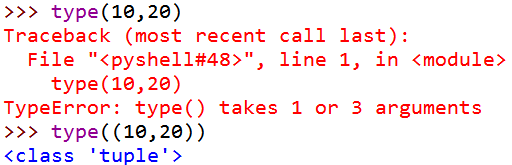 >>> type(10,20)
Traceback (most recent call last):
  File "<pyshell#48>", line 1, in <module>
    type(10,20)
TypeError: type() takes 1 or 3 arguments
>>> type((10,20))
<class 'tuple'>